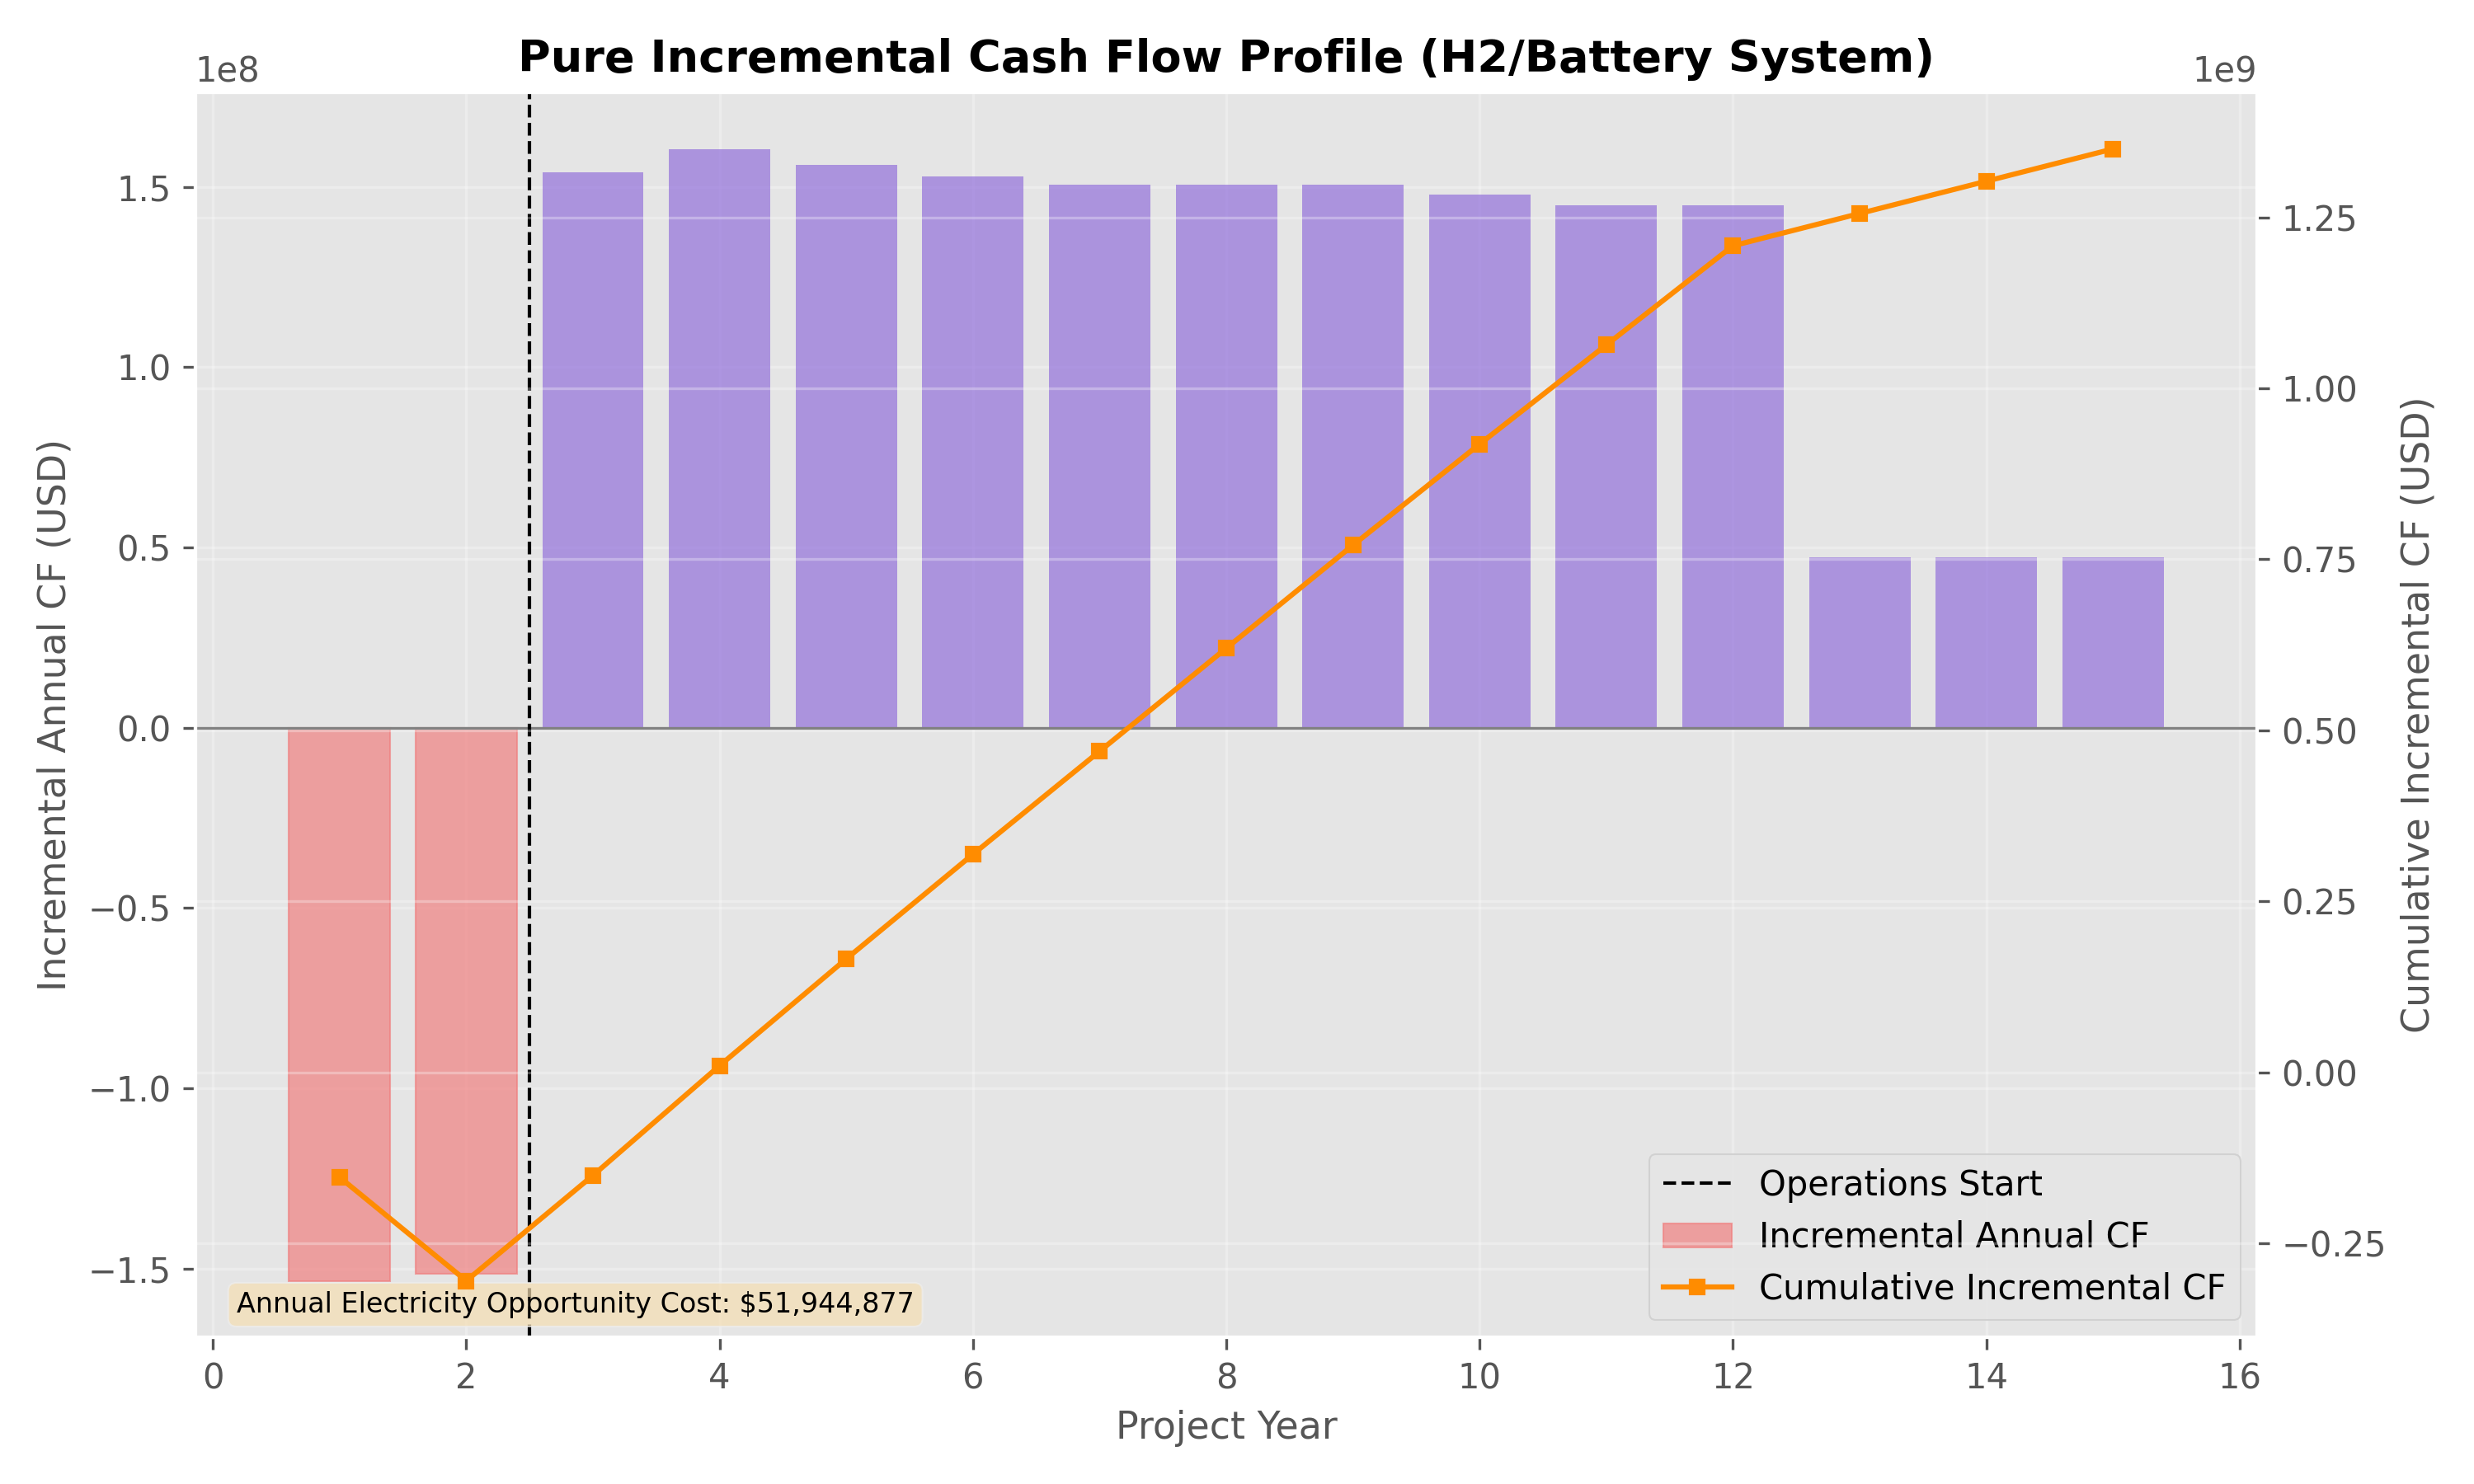 Pure Incremental Cash Flow Profile (H2/Battery System)
1e8
1e9
Incremental Annual CF (USD)
1.5
1.0
0.5
0.0
−0.5
−1.0
−1.5
1.25
1.00
0.75
0.50
0.25
0.00
−0.25
Cumulative Incremental CF (USD)
Operations Start
Incremental Annual CF
Cumulative Incremental CF
Annual Electricity Opportunity Cost: $51,944,877
0 2 4 6 8 10 12 14 16
Project Year